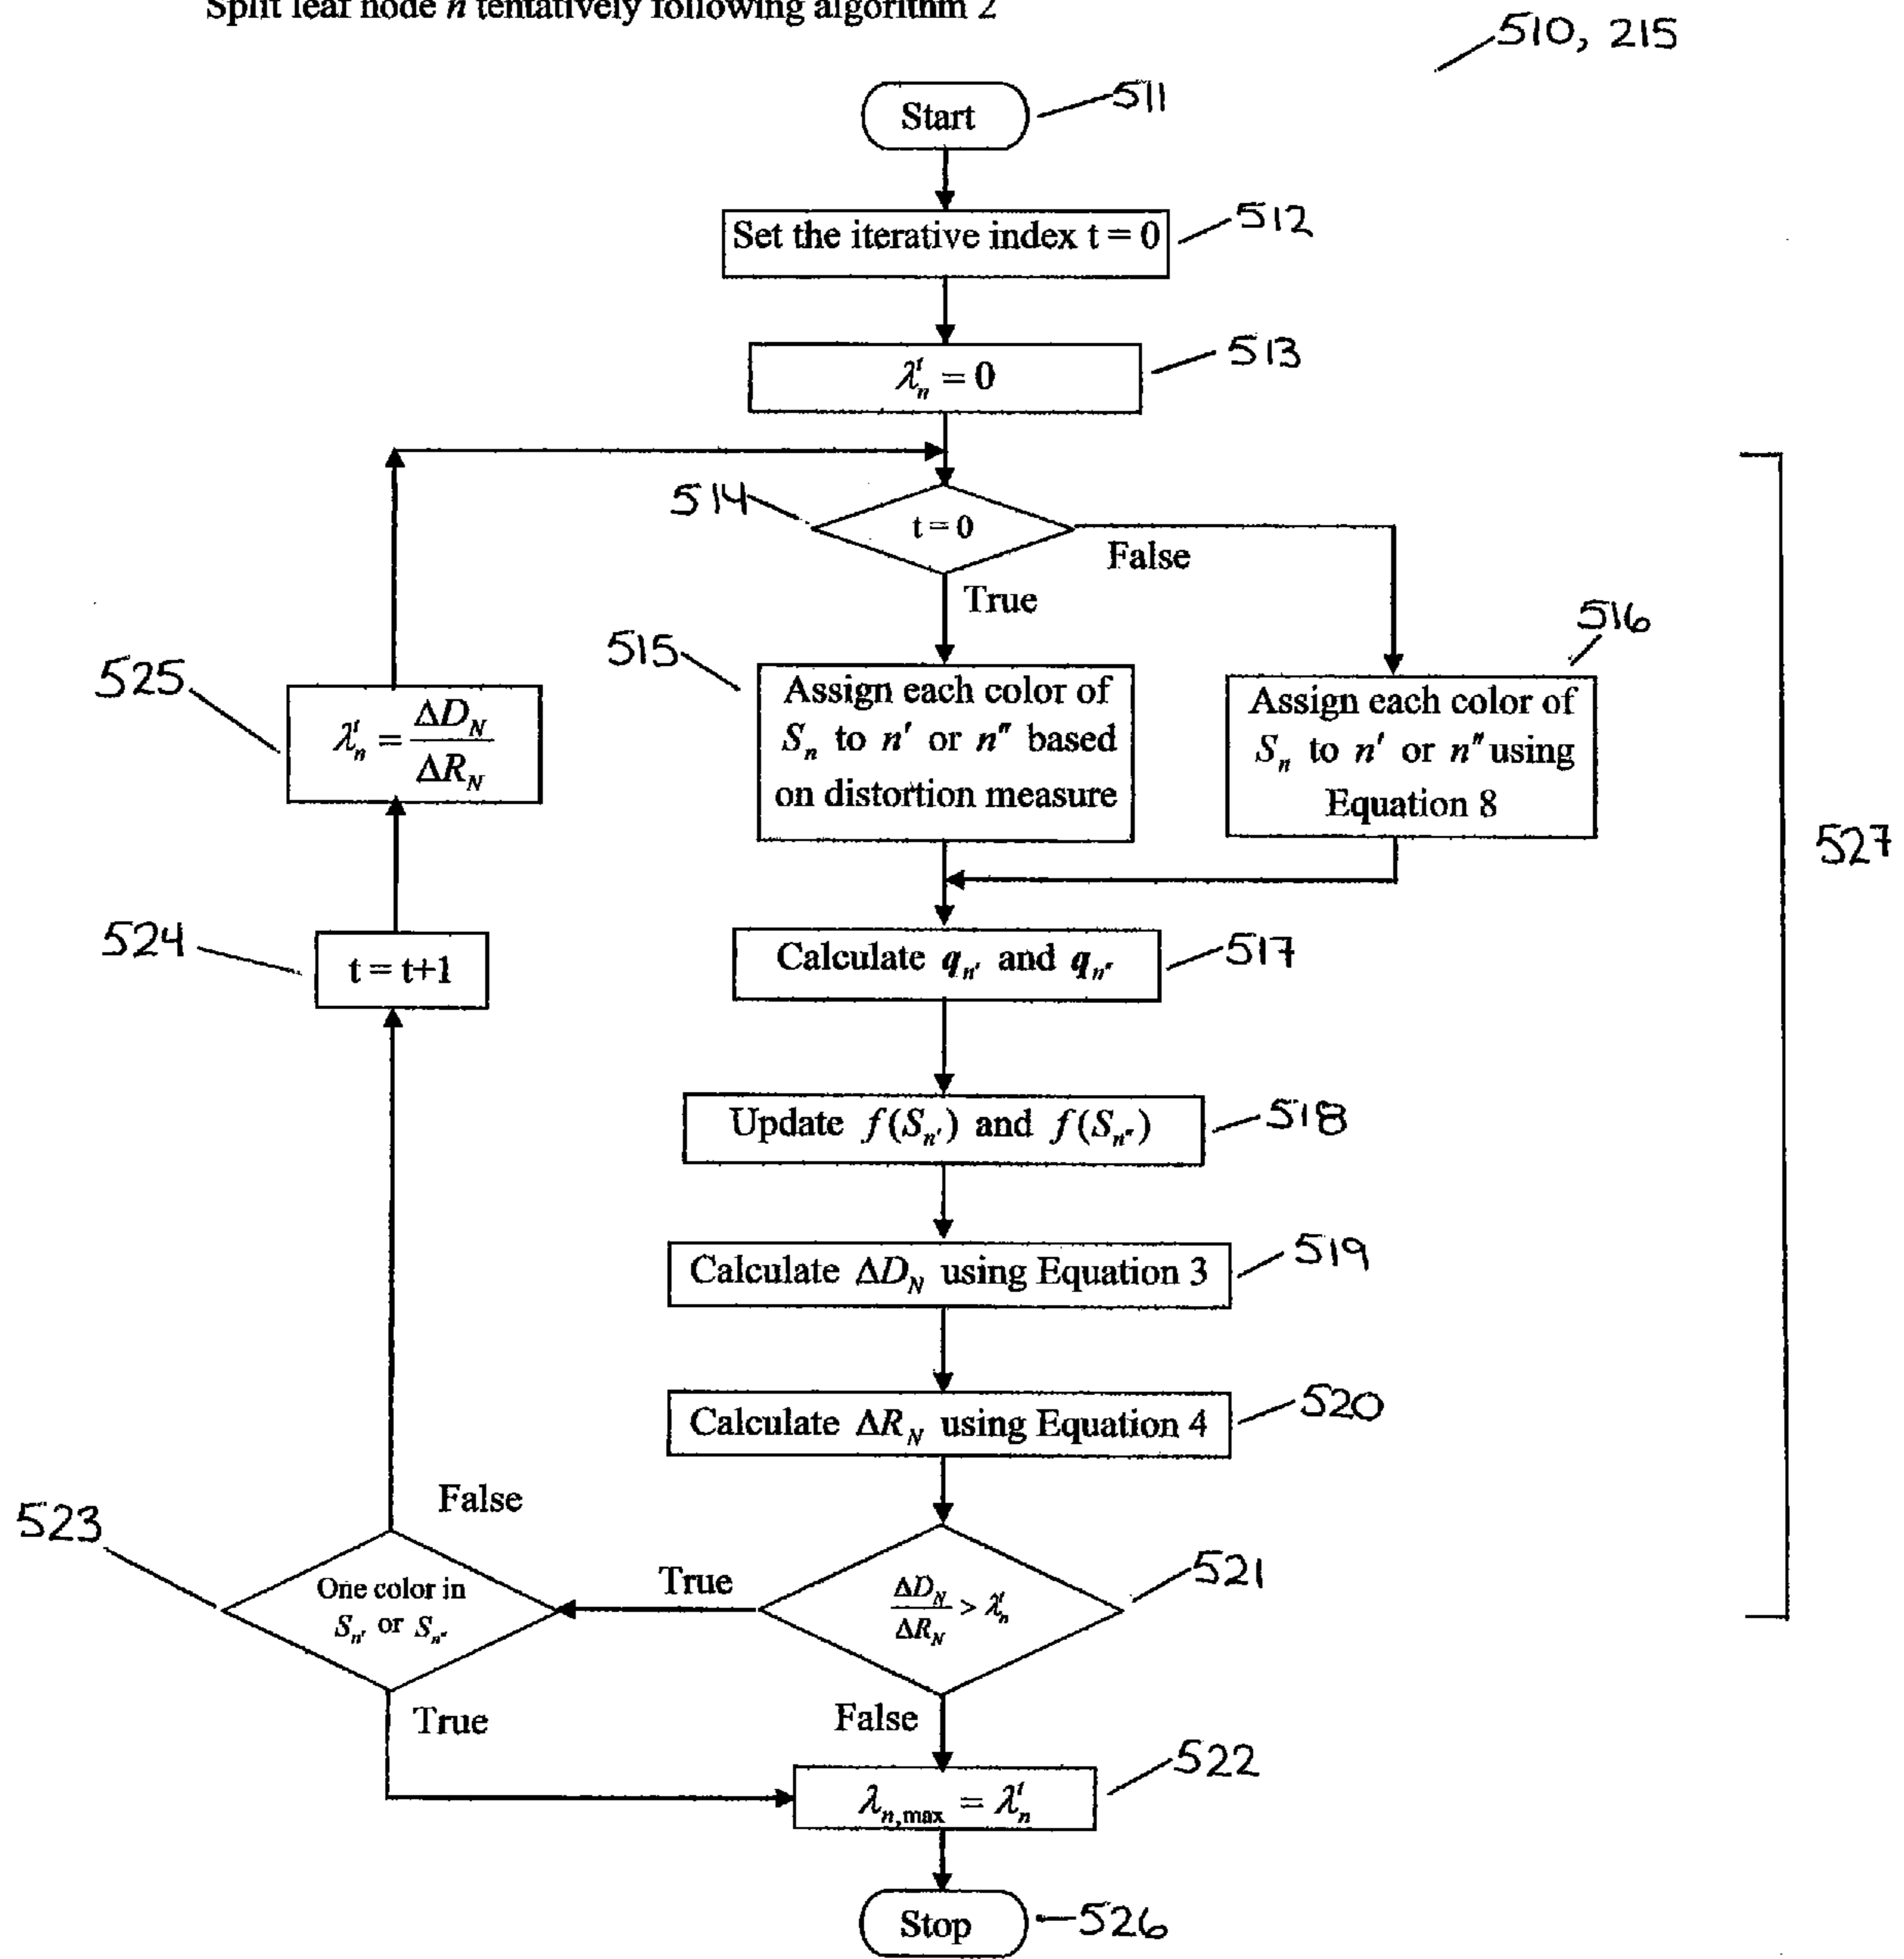 Split leaf node n tentatively following algorithm 2
510, 215
Start
511
Set the iterative index t = 0
512
λₙᵗ = 0
513
514
t = 0
False
True
515
516
525
Assign each color of
Sₙ to n′ or n″ based
on distortion measure
Assign each color of
Sₙ to n′ or n″ using
Equation 8
λₙᵗ = ΔD_N / ΔR_N
527
524
t = t+1
Calculate q_n′ and q_n″
517
Update f(S_n′) and f(S_n″)
518
Calculate ΔD_N using Equation 3
519
Calculate ΔR_N using Equation 4
520
False
523
One color in
S_n′ or S_n″
True
ΔD_N / ΔR_N > λₙᵗ
521
True
False
λ_n,max = λₙᵗ
522
Stop
526